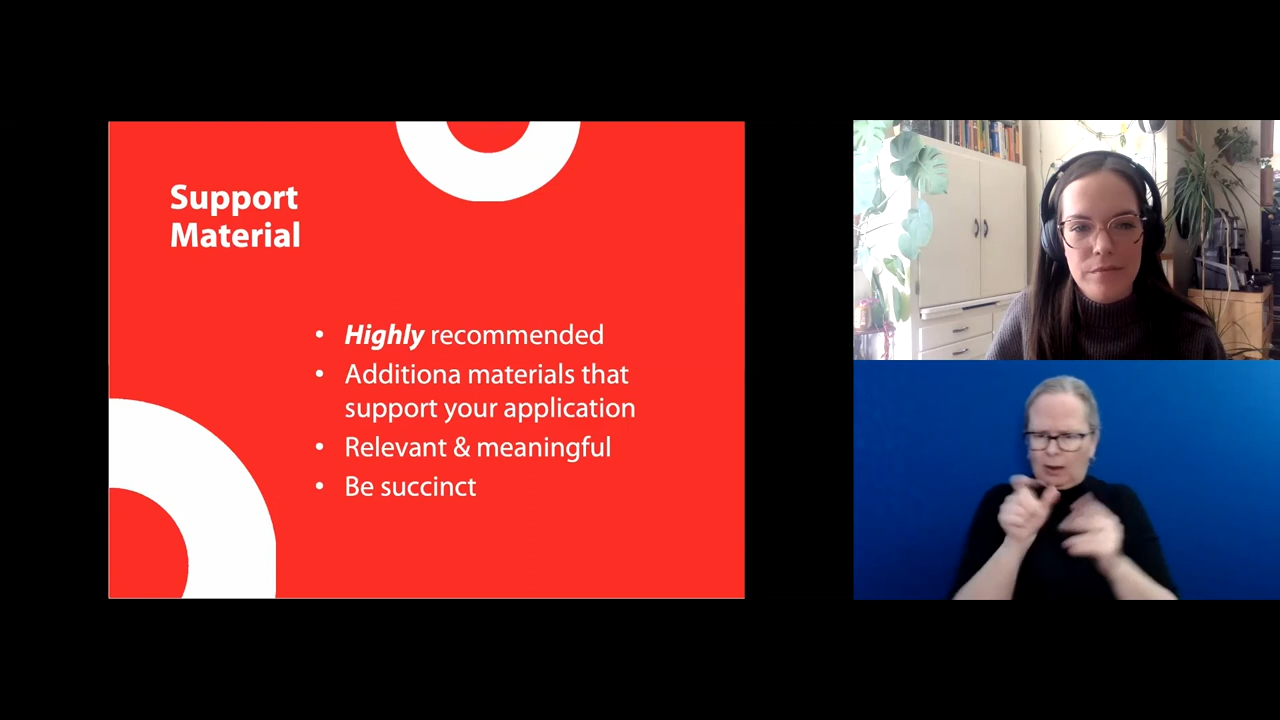 Support
Material
• Highly recommended
• Additiona materials that
support your application
• Relevant & meaningful
• Be succinct